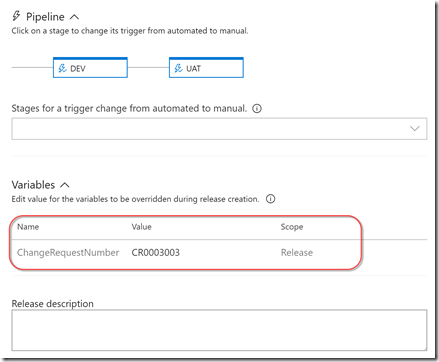 Pipeline
Click on a stage to change its trigger from automated to manual.
DEV
UAT
Stages for a trigger change from automated to manual.
Variables
Edit value for the variables to be overridden during release creation.
Name Value Scope
ChangeRequestNumber CR0003003 Release
Release description